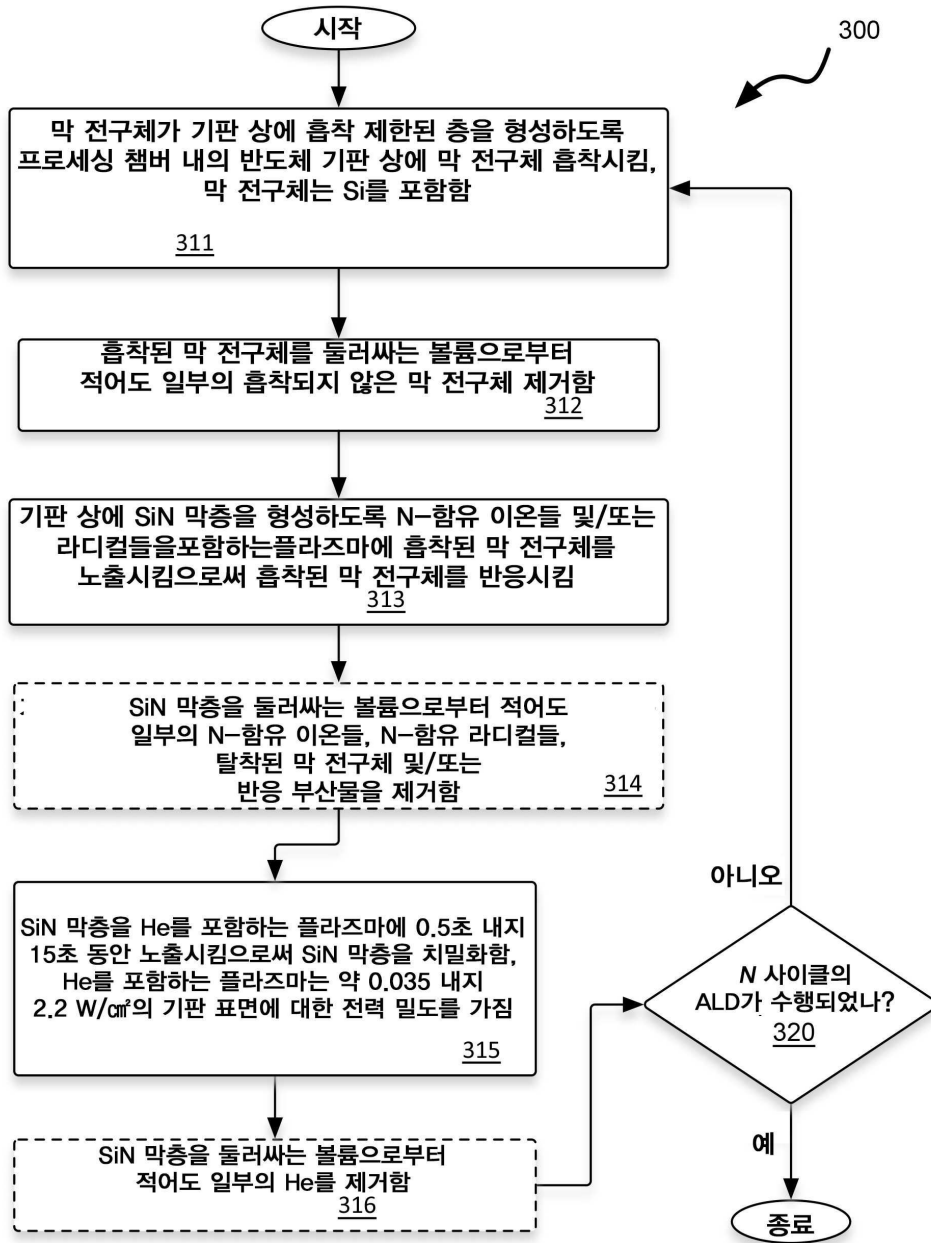 시작
300
막 전구체가 기판 상에 흡착 제한된 층을 형성하도록
프로세싱 챔버 내의 반도체 기판 상에 막 전구체 흡착시킴,
막 전구체는 Si를 포함함
311
흡착된 막 전구체를 둘러싸는 볼륨으로부터
적어도 일부의 흡착되지 않은 막 전구체 제거함
312
기판 상에 SiN 막층을 형성하도록 N-함유 이온들 및/또는
라디컬들을포함하는플라즈마에 흡착된 막 전구체를
노출시킴으로써 흡착된 막 전구체를 반응시킴
313
SiN 막층을 둘러싸는 볼륨으로부터 적어도
일부의 N-함유 이온들, N-함유 라디컬들,
탈착된 막 전구체 및/또는
반응 부산물을 제거함
314
SiN 막층을 He를 포함하는 플라즈마에 0.5초 내지
15초 동안 노출시킴으로써 SiN 막층을 치밀화함,
He를 포함하는 플라즈마는 약 0.035 내지
2.2 W/㎠의 기판 표면에 대한 전력 밀도를 가짐
315
SiN 막층을 둘러싸는 볼륨으로부터
적어도 일부의 He를 제거함
316
아니오
N 사이클의
ALD가 수행되었나?
320
예
종료